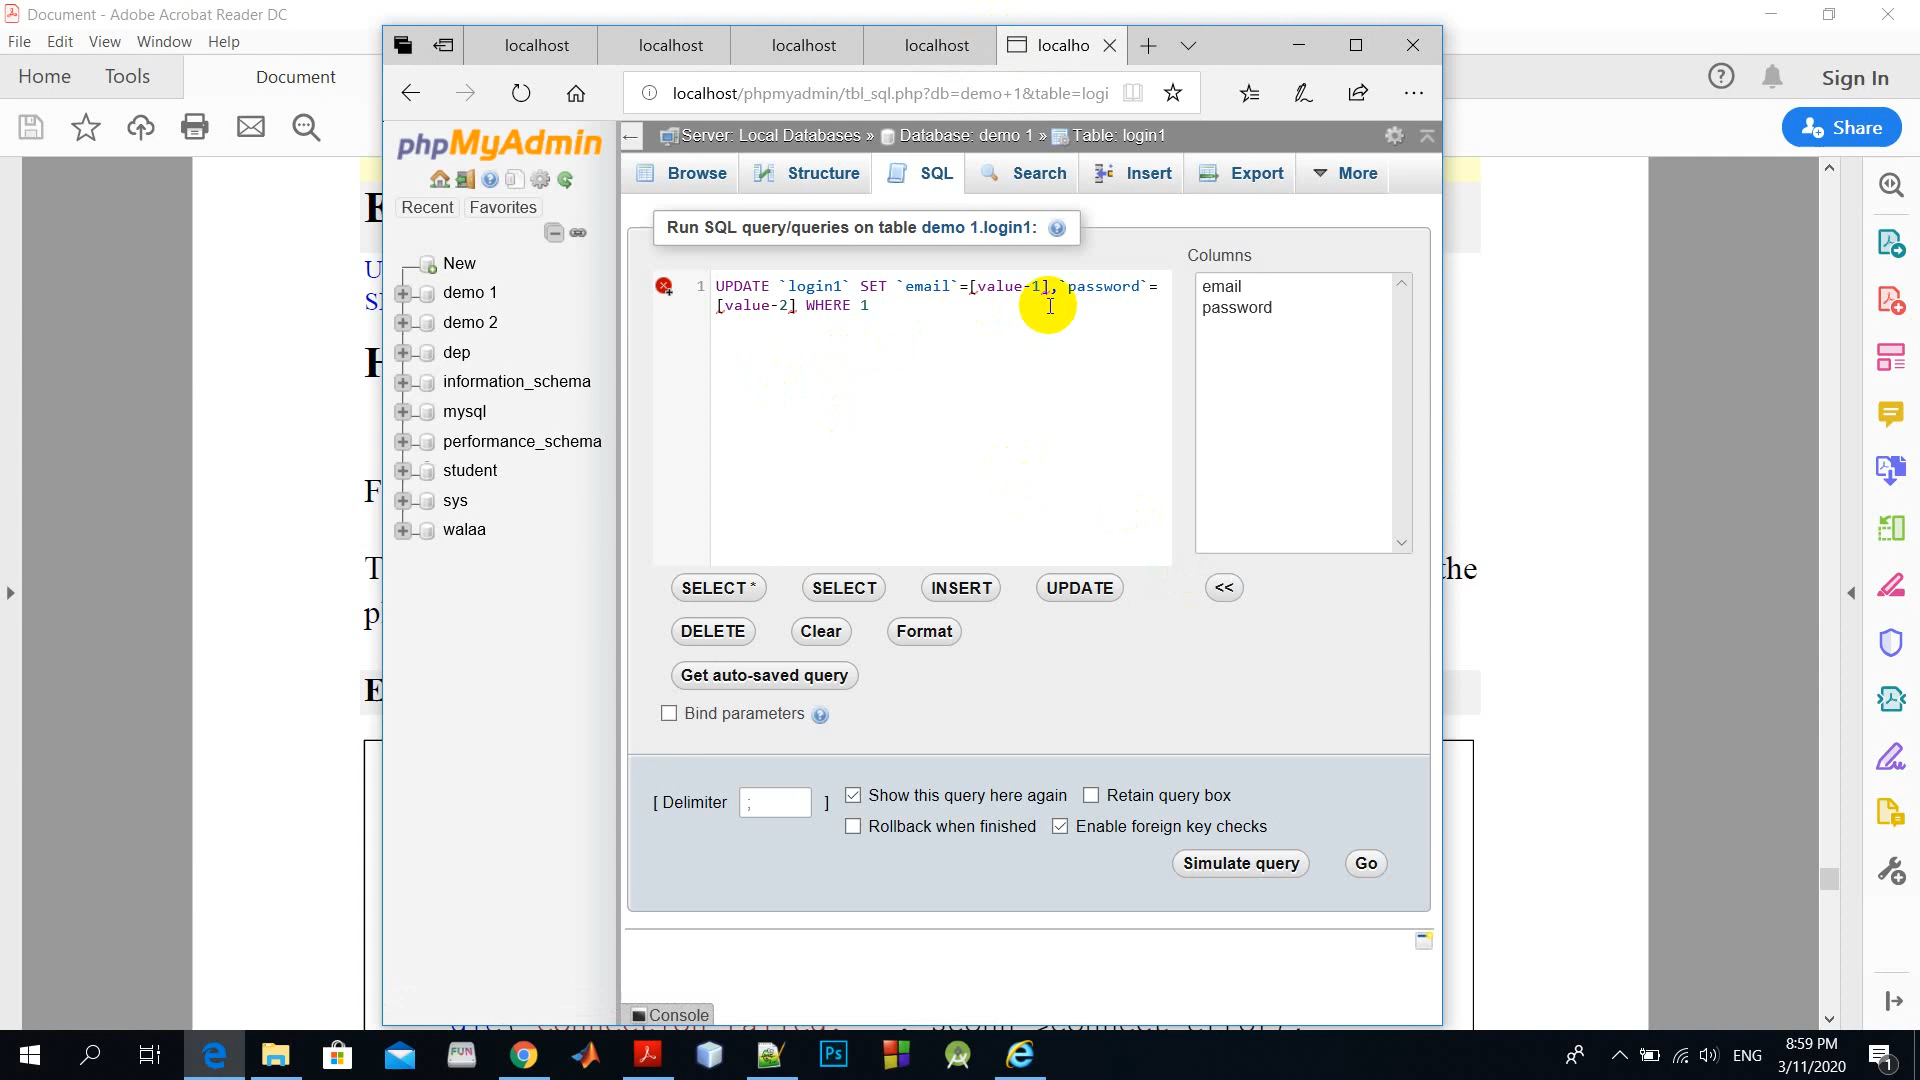 Document - Adobe Acrobat Reader DC
File Edit View Window Help
Home Tools Document
Sign In
Share
localhost localhost localhost localhost localho
localhost/phpmyadmin/tbl_sql.php?db=demo+1&table=logi
phpMyAdmin
Recent Favorites
New
demo 1
demo 2
dep
information_schema
mysql
performance_schema
student
sys
walaa
Server: Local Databases » Database: demo 1 » Table: login1
Browse Structure SQL Search Insert Export More
Run SQL query/queries on table demo 1.login1:
Columns
1 UPDATE `login1` SET `email`=[value-1],`password`=
[value-2] WHERE 1
email
password
SELECT * SELECT INSERT UPDATE <<
DELETE Clear Format
Get auto-saved query
Bind parameters
[ Delimiter ; ] Show this query here again Retain query box
Rollback when finished Enable foreign key checks
Simulate query Go
Console
the
FUN
Ps
ENG
8:59 PM
3/11/2020
1